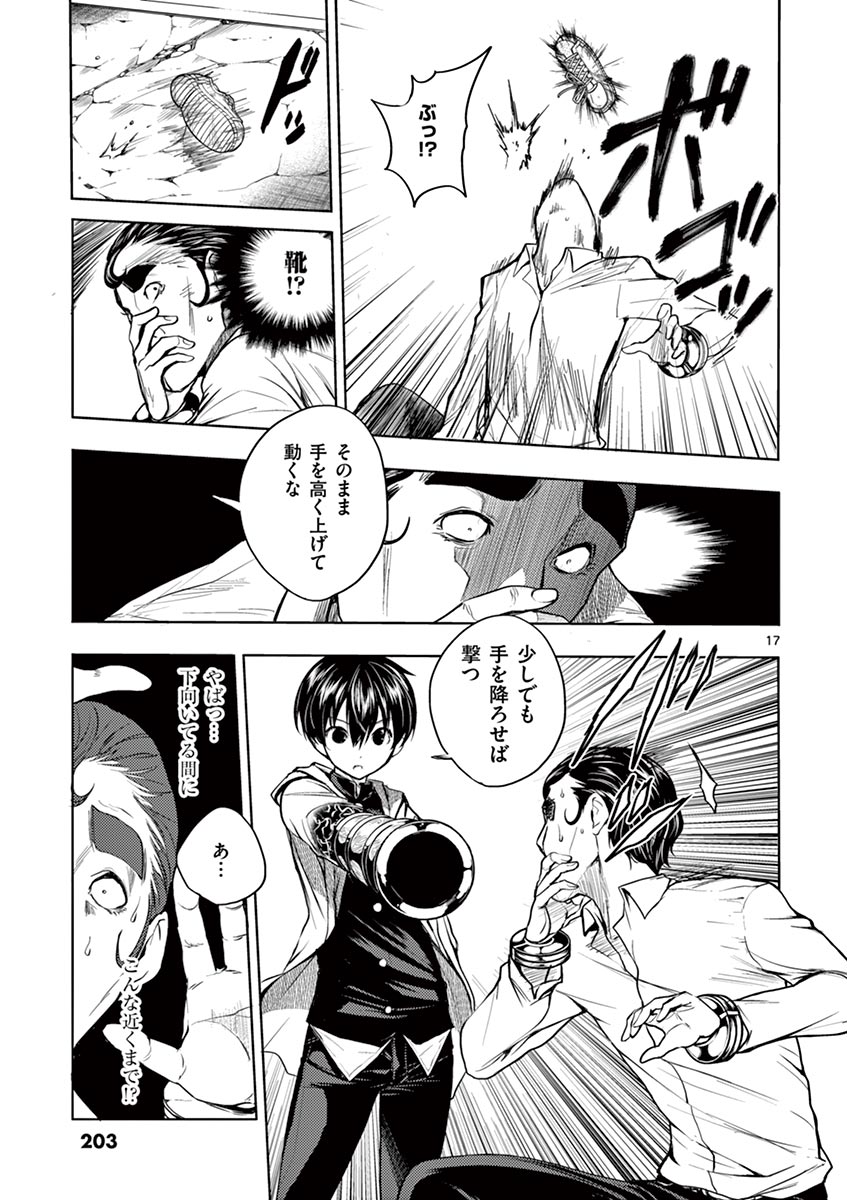 ぶっ!?
ボゴッ
ドッ
靴!?
そのまま
手を高く上げて
動くな
17
少しでも
手を降ろせば
撃つ
あ…
やばっ…
下向いてる間に
こんな近くまで!?
203